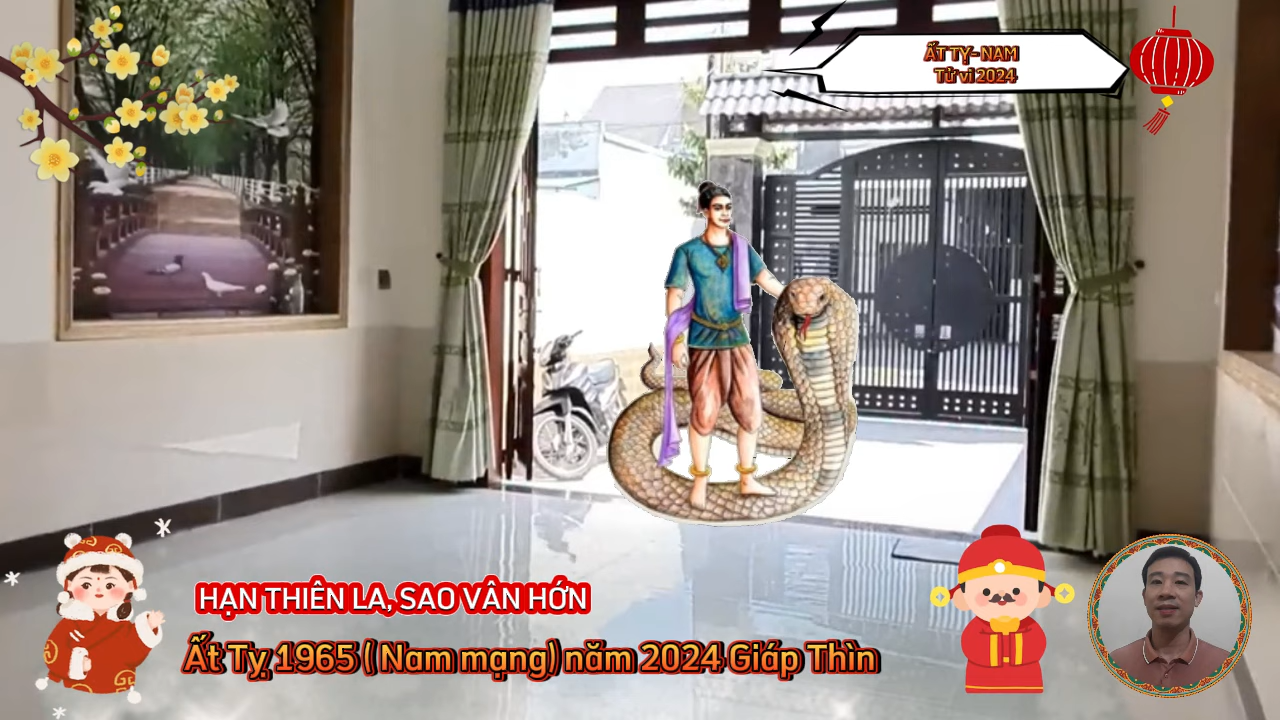 ẤT TỴ - NAM
Tử vi 2024
HẠN THIÊN LA, SAO VÂN HỚN
Ất Tỵ 1965 ( Nam mạng) năm 2024 Giáp Thìn